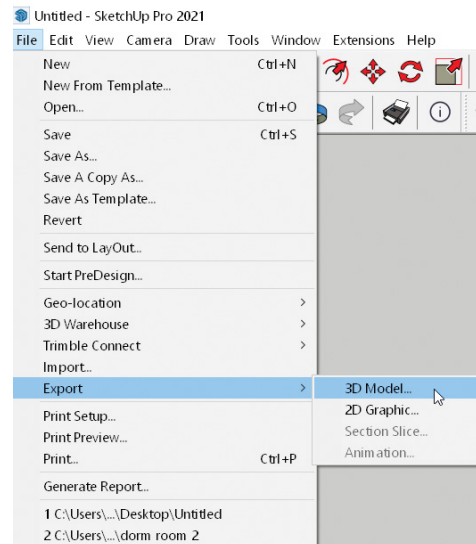 Untitled - SketchUp Pro 2021
File Edit View Camera Draw Tools Window Extensions Help
New Ctrl+N
New From Template...
Open... Ctrl+O
Save Ctrl+S
Save As...
Save A Copy As...
Save As Template...
Revert
Send to LayOut...
Start PreDesign...
Geo-location
3D Warehouse
Trimble Connect
Import...
Export
3D Model...
2D Graphic...
Section Slice...
Animation...
Print Setup...
Print Preview...
Print... Ctrl+P
Generate Report...
1 C:\Users\...\Desktop\Untitled
2 C:\Users\...\dorm room 2